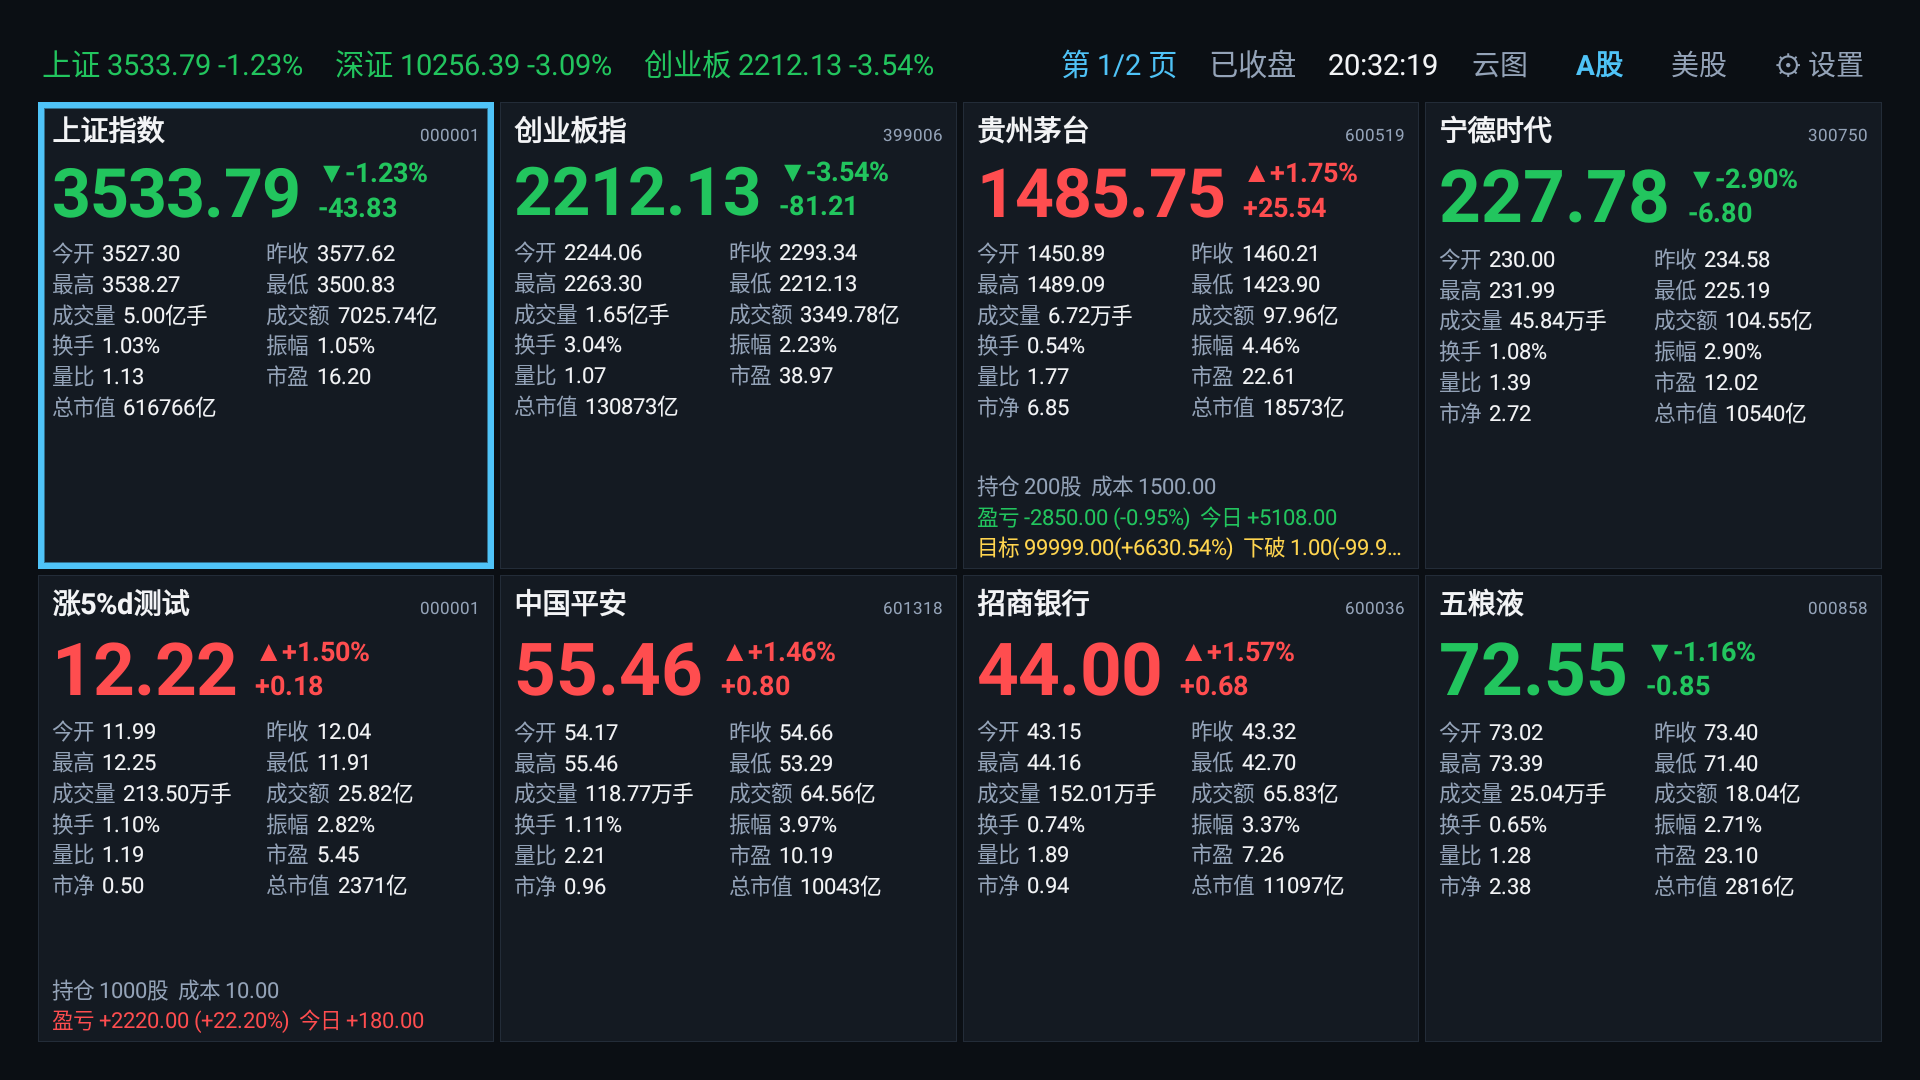 上证 3533.79 -1.23% 深证 10256.39 -3.09% 创业板 2212.13 -3.54% 第 1/2 页 已收盘 20:32:19 云图 A股 美股 设置
上证指数 000001
3533.79 ▼-1.23%
-43.83
今开 3527.30 昨收 3577.62
最高 3538.27 最低 3500.83
成交量 5.00亿手 成交额 7025.74亿
换手 1.03% 振幅 1.05%
量比 1.13 市盈 16.20
总市值 616766亿
创业板指 399006
2212.13 ▼-3.54%
-81.21
今开 2244.06 昨收 2293.34
最高 2263.30 最低 2212.13
成交量 1.65亿手 成交额 3349.78亿
换手 3.04% 振幅 2.23%
量比 1.07 市盈 38.97
总市值 130873亿
贵州茅台 600519
1485.75 ▲+1.75%
+25.54
今开 1450.89 昨收 1460.21
最高 1489.09 最低 1423.90
成交量 6.72万手 成交额 97.96亿
换手 0.54% 振幅 4.46%
量比 1.77 市盈 22.61
市净 6.85 总市值 18573亿
持仓 200股 成本 1500.00
盈亏 -2850.00 (-0.95%) 今日 +5108.00
目标 99999.00(+6630.54%) 下破 1.00(-99.9...
宁德时代 300750
227.78 ▼-2.90%
-6.80
今开 230.00 昨收 234.58
最高 231.99 最低 225.19
成交量 45.84万手 成交额 104.55亿
换手 1.08% 振幅 2.90%
量比 1.39 市盈 12.02
市净 2.72 总市值 10540亿
涨5%d测试 000001
12.22 ▲+1.50%
+0.18
今开 11.99 昨收 12.04
最高 12.25 最低 11.91
成交量 213.50万手 成交额 25.82亿
换手 1.10% 振幅 2.82%
量比 1.19 市盈 5.45
市净 0.50 总市值 2371亿
持仓 1000股 成本 10.00
盈亏 +2220.00 (+22.20%) 今日 +180.00
中国平安 601318
55.46 ▲+1.46%
+0.80
今开 54.17 昨收 54.66
最高 55.46 最低 53.29
成交量 118.77万手 成交额 64.56亿
换手 1.11% 振幅 3.97%
量比 2.21 市盈 10.19
市净 0.96 总市值 10043亿
招商银行 600036
44.00 ▲+1.57%
+0.68
今开 43.15 昨收 43.32
最高 44.16 最低 42.70
成交量 152.01万手 成交额 65.83亿
换手 0.74% 振幅 3.37%
量比 1.89 市盈 7.26
市净 0.94 总市值 11097亿
五粮液 000858
72.55 ▼-1.16%
-0.85
今开 73.02 昨收 73.40
最高 73.39 最低 71.40
成交量 25.04万手 成交额 18.04亿
换手 0.65% 振幅 2.71%
量比 1.28 市盈 23.10
市净 2.38 总市值 2816亿